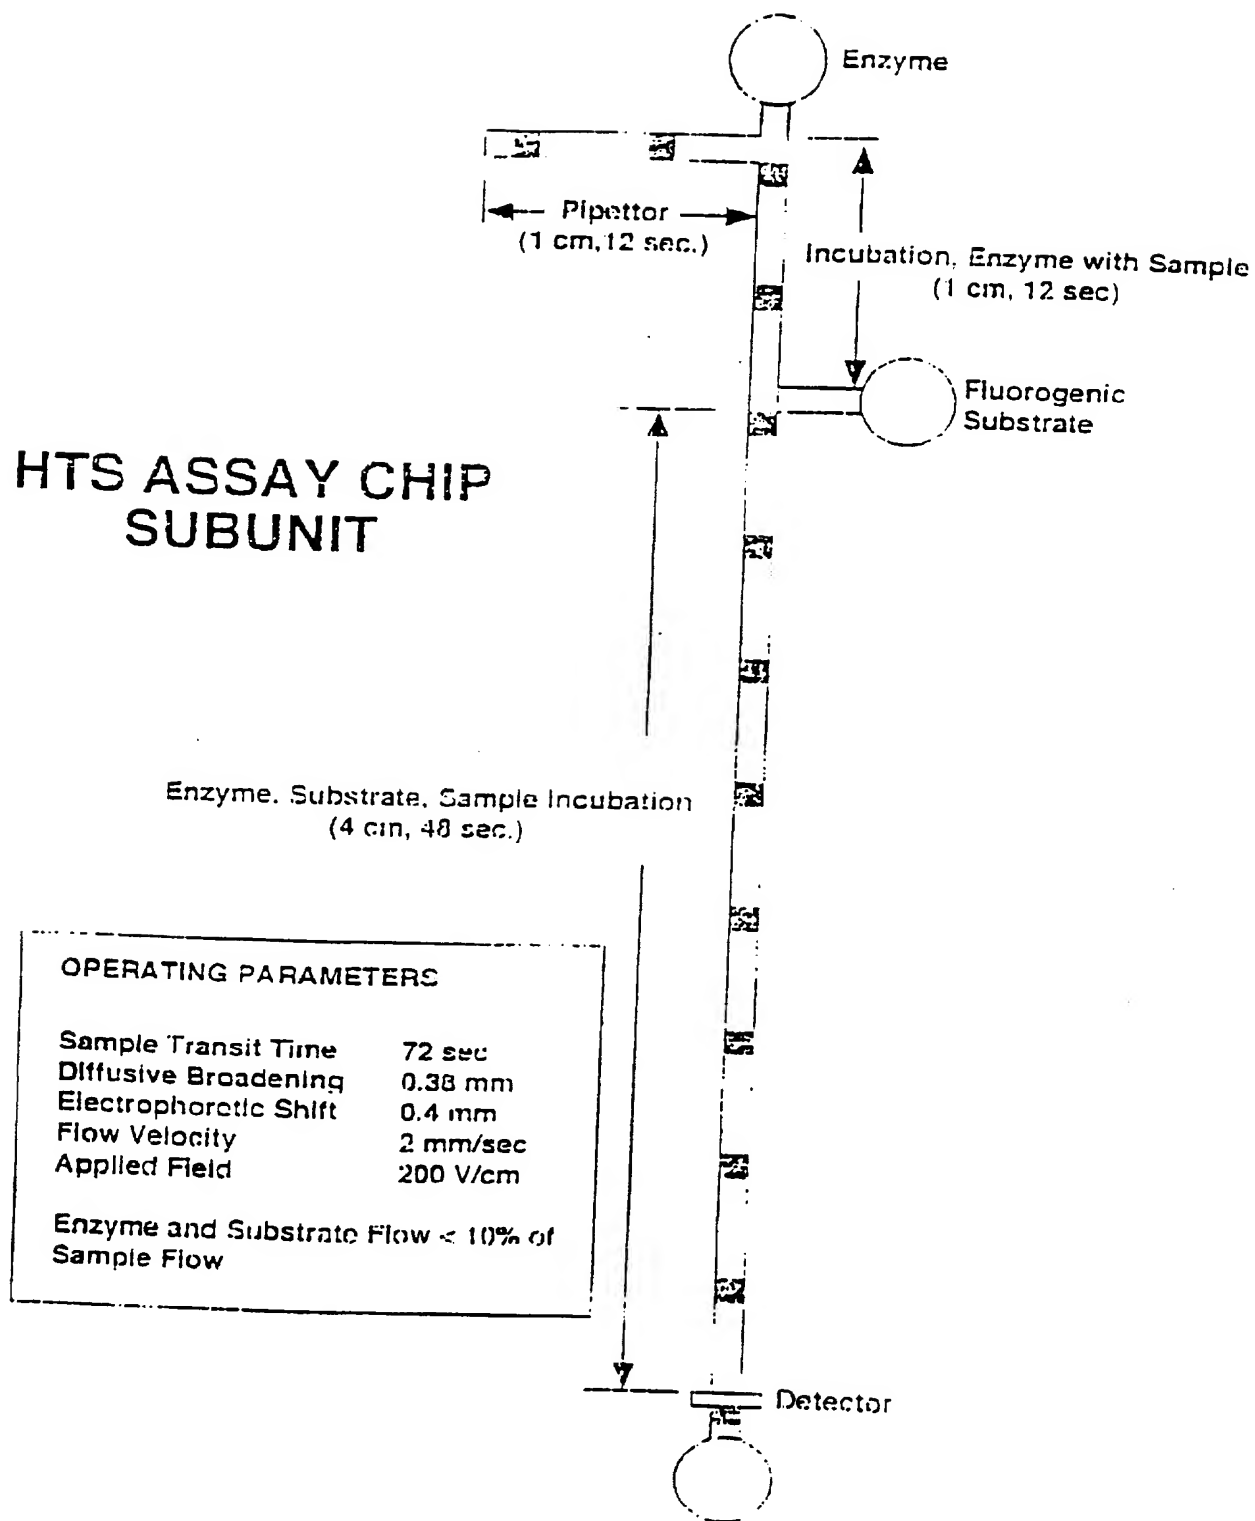 Enzyme
Pipettor
(1 cm, 12 sec.)
Incubation, Enzyme with Sample
(1 cm, 12 sec)
Fluorogenic
Substrate
HTS ASSAY CHIP
SUBUNIT
Enzyme, Substrate, Sample Incubation
(4 cm, 48 sec.)
OPERATING PARAMETERS
Sample Transit Time 72 sec
Diffusive Broadening 0.38 mm
Electrophoretic Shift 0.4 mm
Flow Velocity 2 mm/sec
Applied Field 200 V/cm
Enzyme and Substrate Flow < 10% of
Sample Flow
Detector